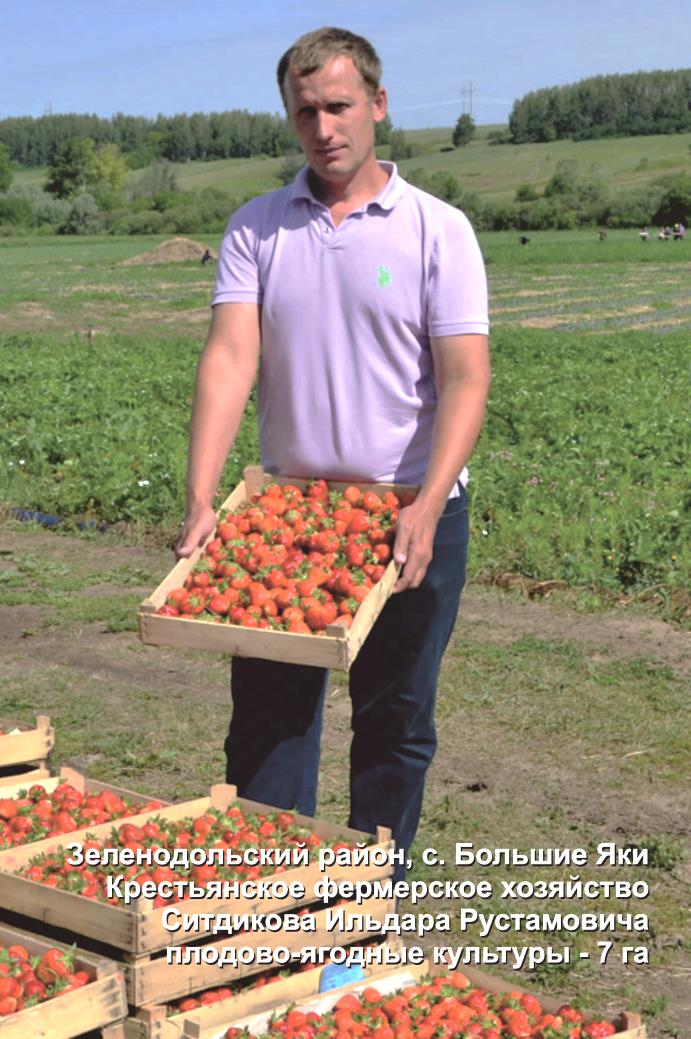 Зеленодольский район, с. Большие Яки
Крестьянское фермерское хозяйство
Ситдикова Ильдара Рустамовича
плодово-ягодные культуры - 7 га